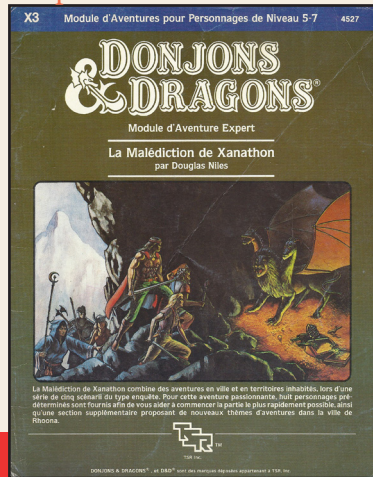 X3 Module d'Aventures pour Personnages de Niveau 5-7 4527
DONJONS
& DRAGONS®
Module d'Aventure Expert
La Malédiction de Xanathon
par Douglas Niles
La Malédiction de Xanathon combine des aventures en ville et en territoires inhabités, lors d'une
série de cinq scénarii du type enquête. Pour cette aventure passionnante, huit personnages pré-
déterminés sont fournis afin de vous aider à commencer la partie le plus rapidement possible, ainsi
qu'une section supplémentaire proposant de nouveaux thèmes d'aventures dans la ville de
Rhoona.
TSR TM
TSR Inc.
DONJONS & DRAGONS®, et D&D® sont des marques déposées appartenant à TSR Inc.